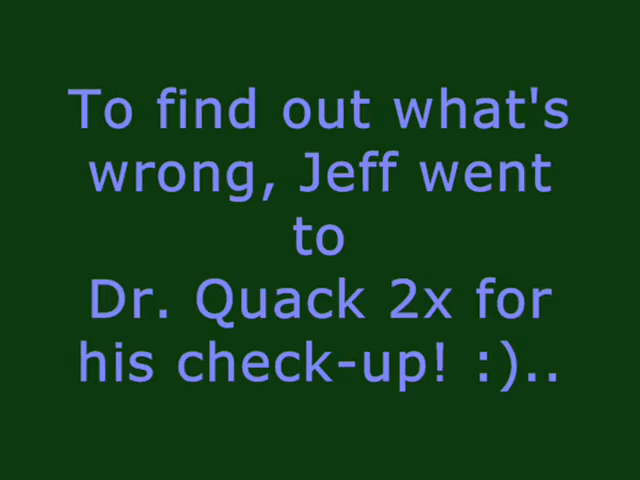 To find out what's
wrong, Jeff went
to
Dr. Quack 2x for
his check-up! :)..